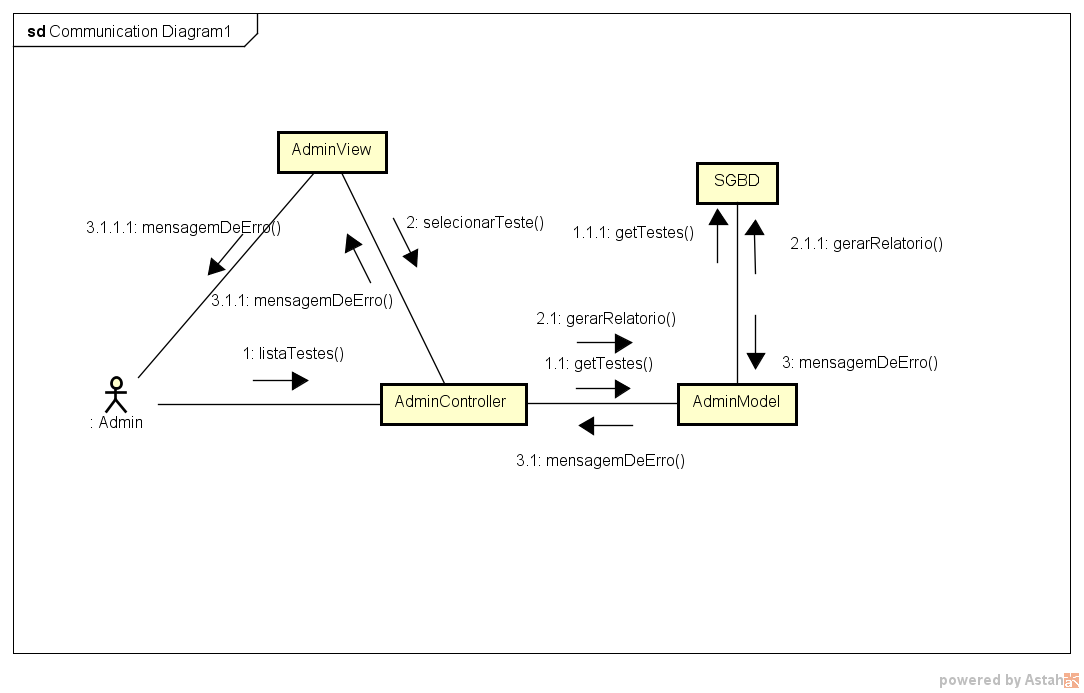 sd Communication Diagram1
AdminView
SGBD
3.1.1.1: mensagemDeErro()
2: selecionarTeste()
1.1.1: getTestes()
2.1.1: gerarRelatorio()
3.1.1: mensagemDeErro()
2.1: gerarRelatorio()
1: listaTestes()
1.1: getTestes()
3: mensagemDeErro()
AdminController
AdminModel
: Admin
3.1: mensagemDeErro()
powered by Astah